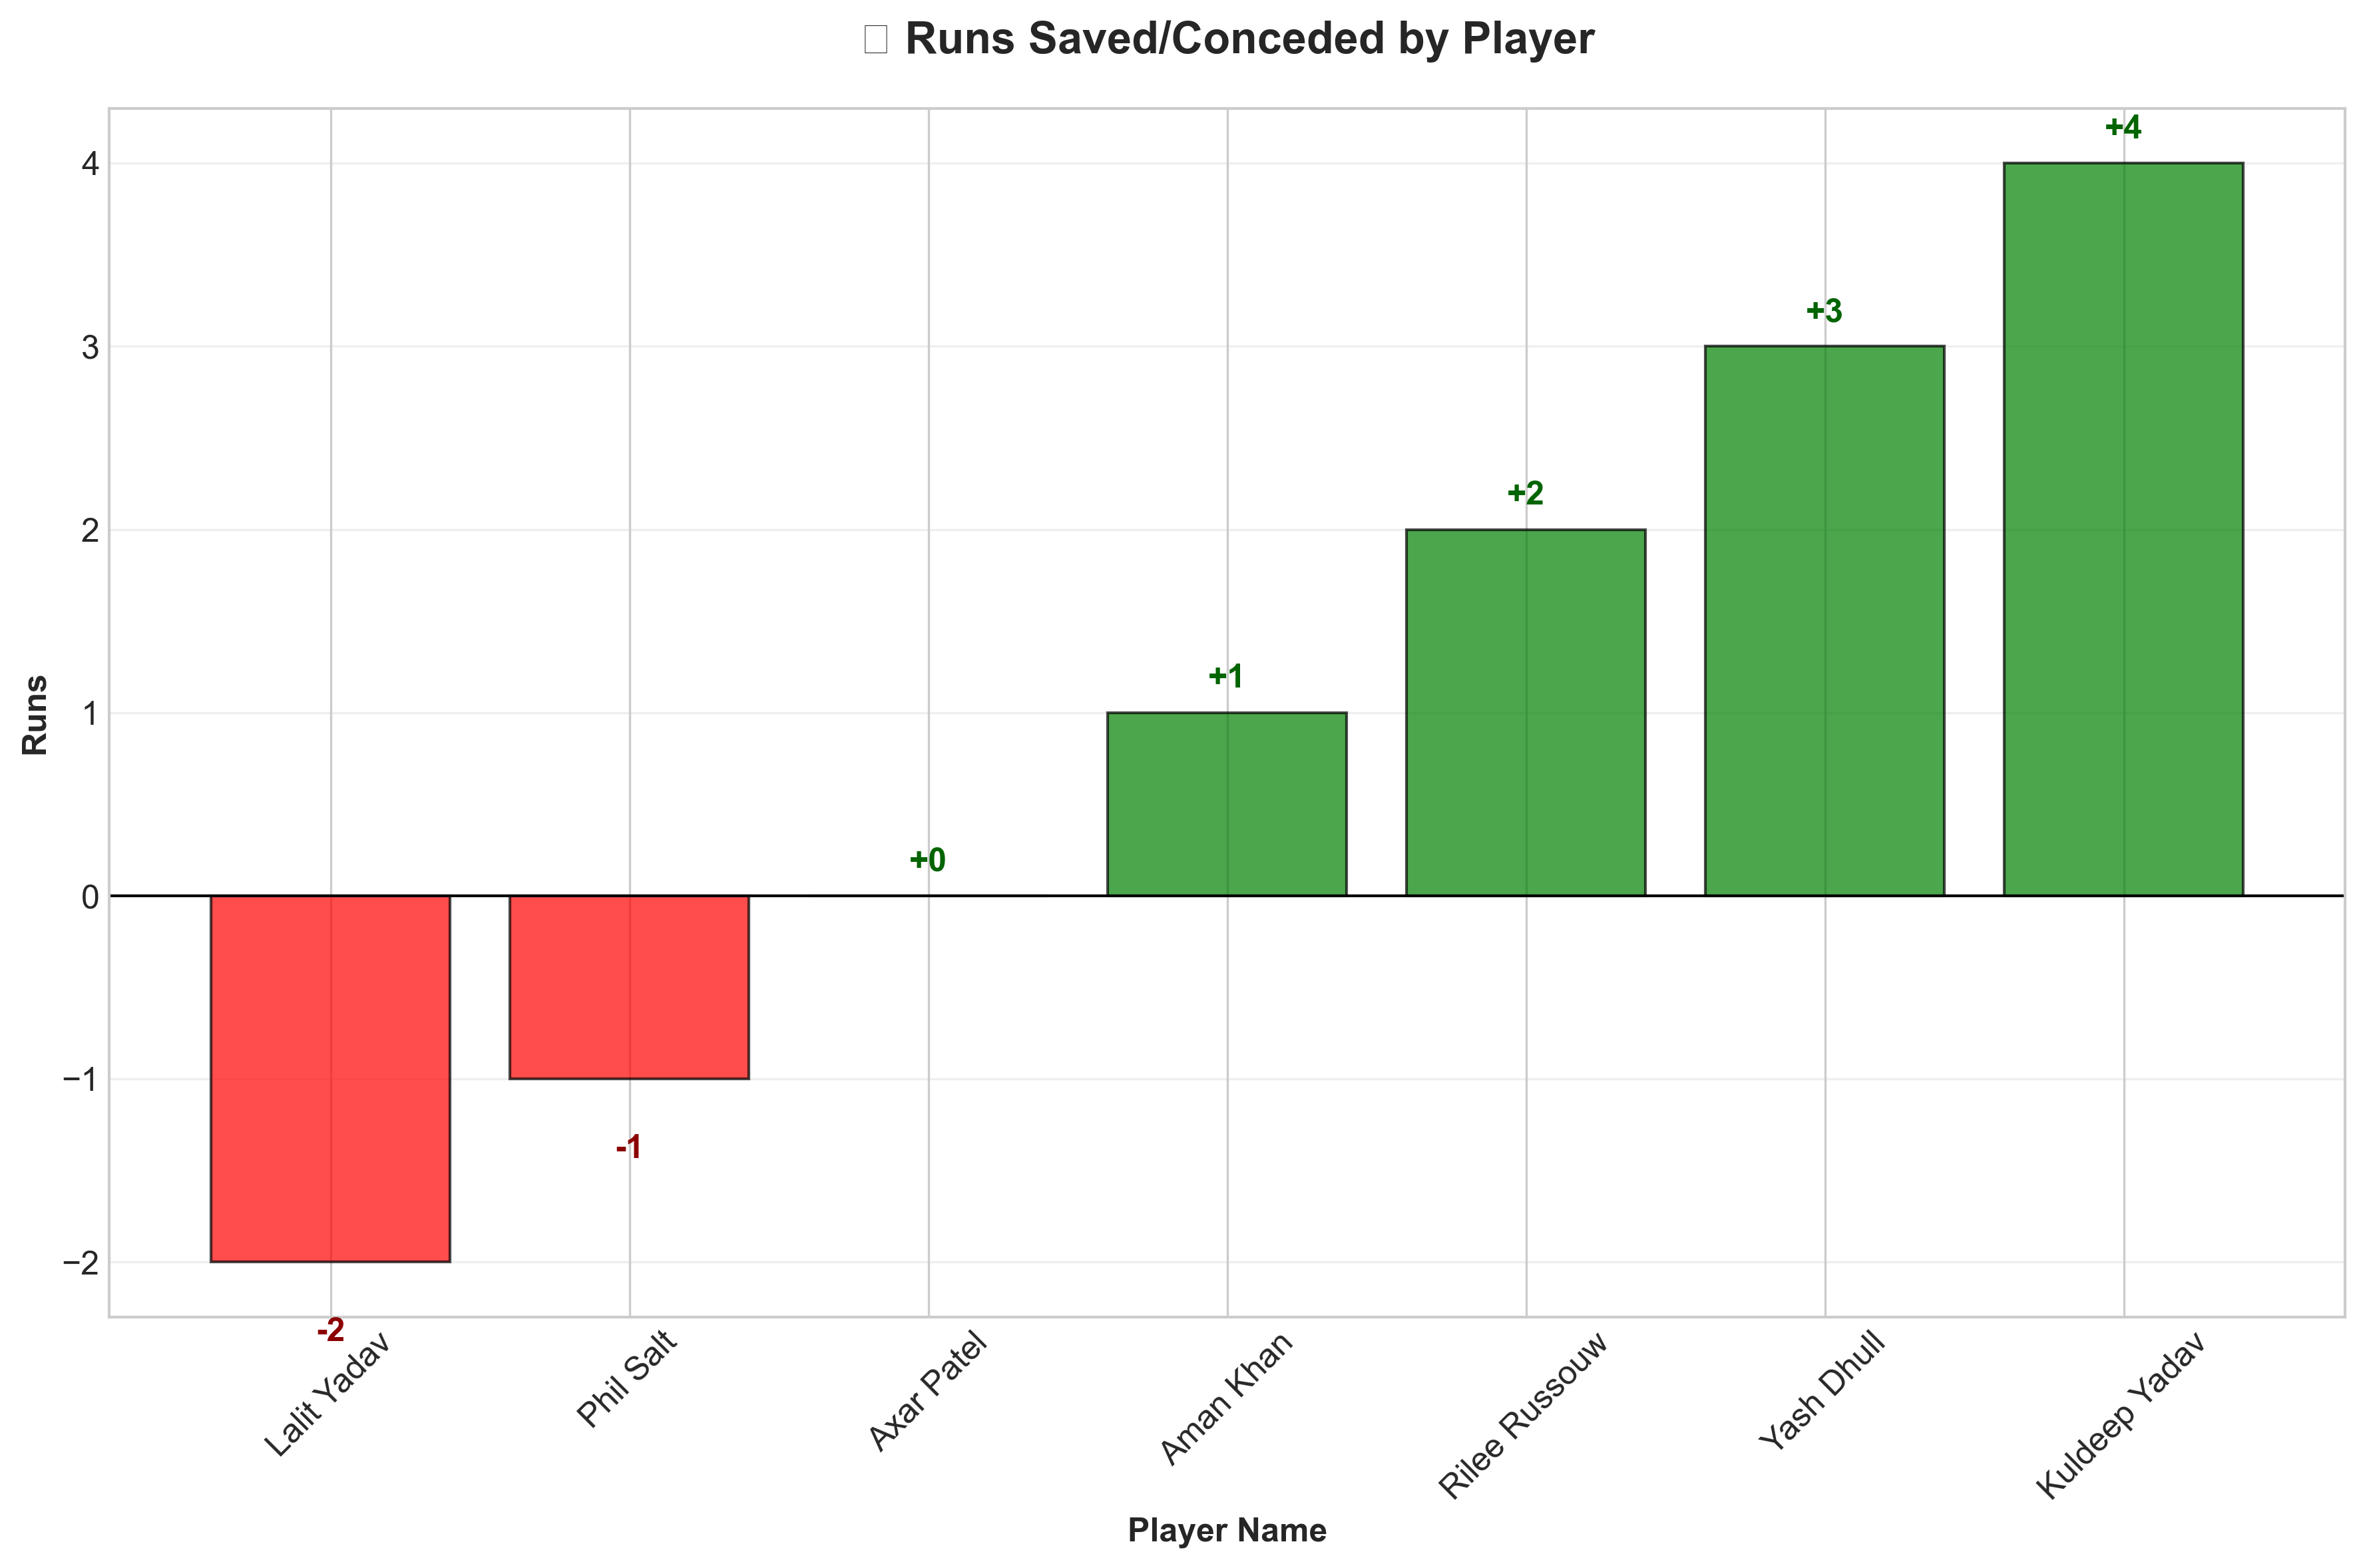 Runs Saved/Conceded by Player
Runs
4
3
2
1
0
−1
−2
-2
-1
+0
+1
+2
+3
+4
Lalit Yadav
Phil Salt
Axar Patel
Aman Khan
Rilee Russouw
Yash Dhull
Kuldeep Yadav
Player Name